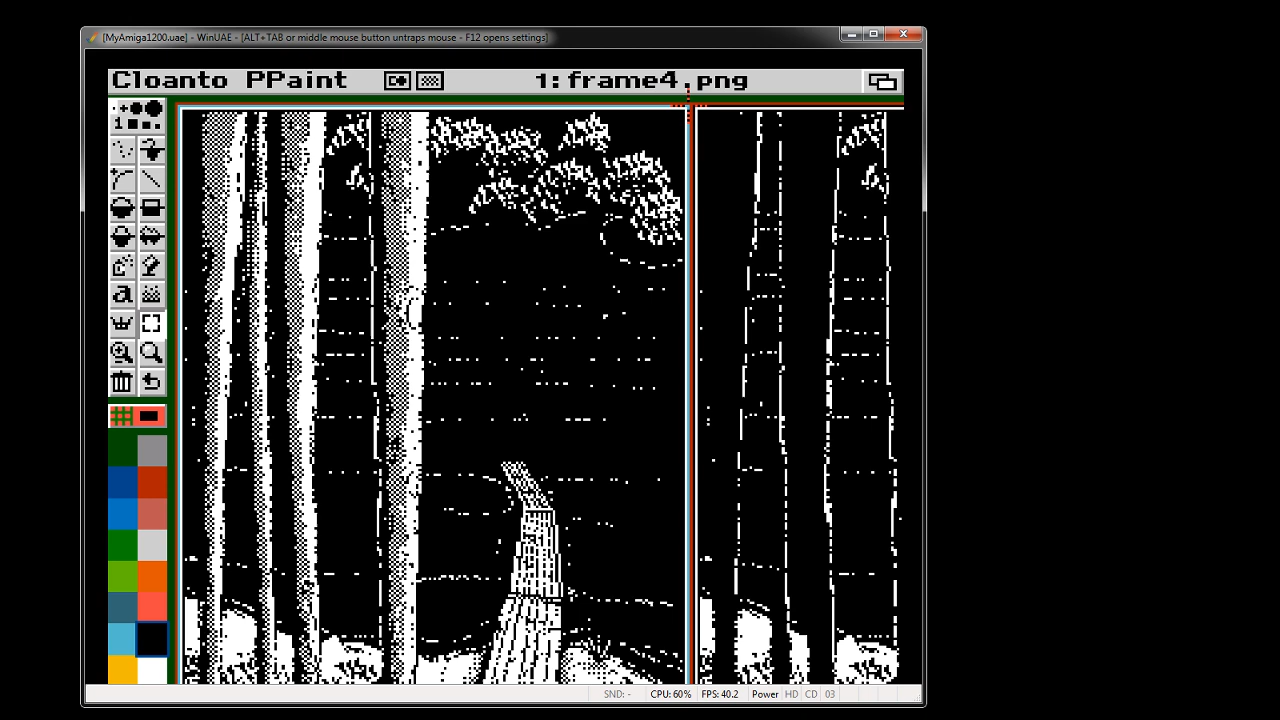 [MyAmiga1200.uae] - WinUAE - [ALT+TAB or middle mouse button untraps mouse - F12 opens settings]
Cloanto PPaint 1:frame4.png
1
a
SND: - CPU: 60% FPS: 40.2 Power HD CD 03